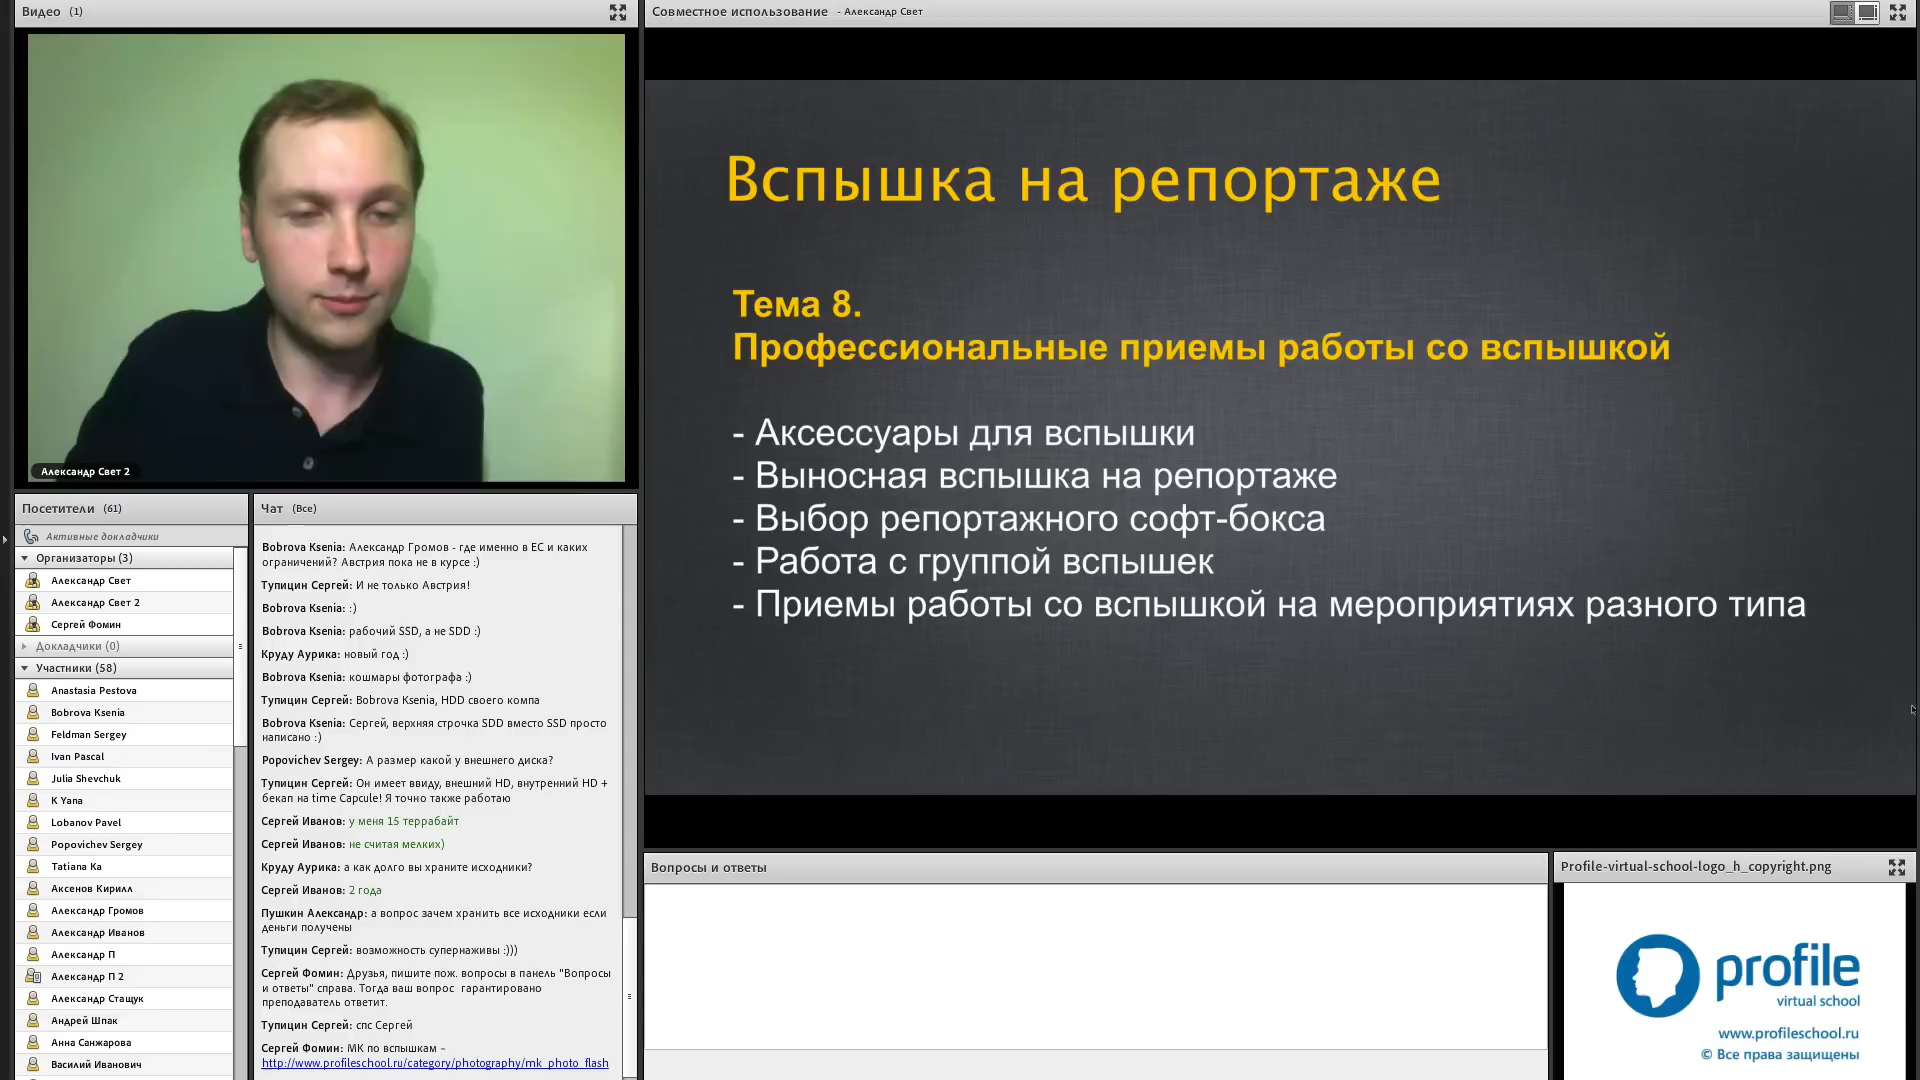 Видео (1)
Александр Свет 2
Посетители (61)
Активные докладчики
Организаторы (3)
Александр Свет
Александр Свет 2
Сергей Фомин
Докладчики (0)
Участники (58)
Anastasia Pestova
Bobrova Ksenia
Feldman Sergey
Ivan Pascal
Julia Shevchuk
K Yana
Lobanov Pavel
Popovichev Sergey
Tatiana Ka
Аксенов Кирилл
Александр Громов
Александр Иванов
Александр П
Александр П 2
Александр Стащук
Андрей Шпак
Анна Санжарова
Василий Иванович
Чат (Все)
Bobrova Ksenia: Александр Громов - где именно в ЕС и каких
ограничений? Австрия пока не в курсе :)
Тупицин Сергей: И не только Австрия!
Bobrova Ksenia: :)
Bobrova Ksenia: рабочий SSD, а не SDD :)
Круду Аурика: новый год :)
Bobrova Ksenia: кошмары фотографа :)
Тупицин Сергей: Bobrova Ksenia, HDD своего компа
Bobrova Ksenia: Сергей, верхняя строчка SDD вместо SSD просто
написано :)
Popovichev Sergey: А размер какой у внешнего диска?
Тупицин Сергей: Он имеет ввиду, внешний HD, внутренний HD +
бекап на time Capcule! Я точно также работаю
Сергей Иванов: у меня 15 террабайт
Сергей Иванов: не считая мелких)
Круду Аурика: а как долго вы храните исходники?
Сергей Иванов: 2 года
Пушкин Александр: а вопрос зачем хранить все исходники если
деньги получены
Тупицин Сергей: возможность супернаживы :)))
Сергей Фомин: Друзья, пишите пож. вопросы в панель "Вопросы
и ответы" справа. Тогда ваш вопрос гарантировано
преподаватель ответит.
Тупицин Сергей: спс Сергей
Сергей Фомин: МК по вспышкам –
http://www.profileschool.ru/category/photography/mk_photo_flash
Совместное использование - Александр Свет
Вспышка на репортаже
Тема 8.
Профессиональные приемы работы со вспышкой
- Аксессуары для вспышки
- Выносная вспышка на репортаже
- Выбор репортажного софт-бокса
- Работа с группой вспышек
- Приемы работы со вспышкой на мероприятиях разного типа
Вопросы и ответы
Profile-virtual-school-logo_h_copyright.png
profile
virtual school
www.profileschool.ru
© Все права защищены